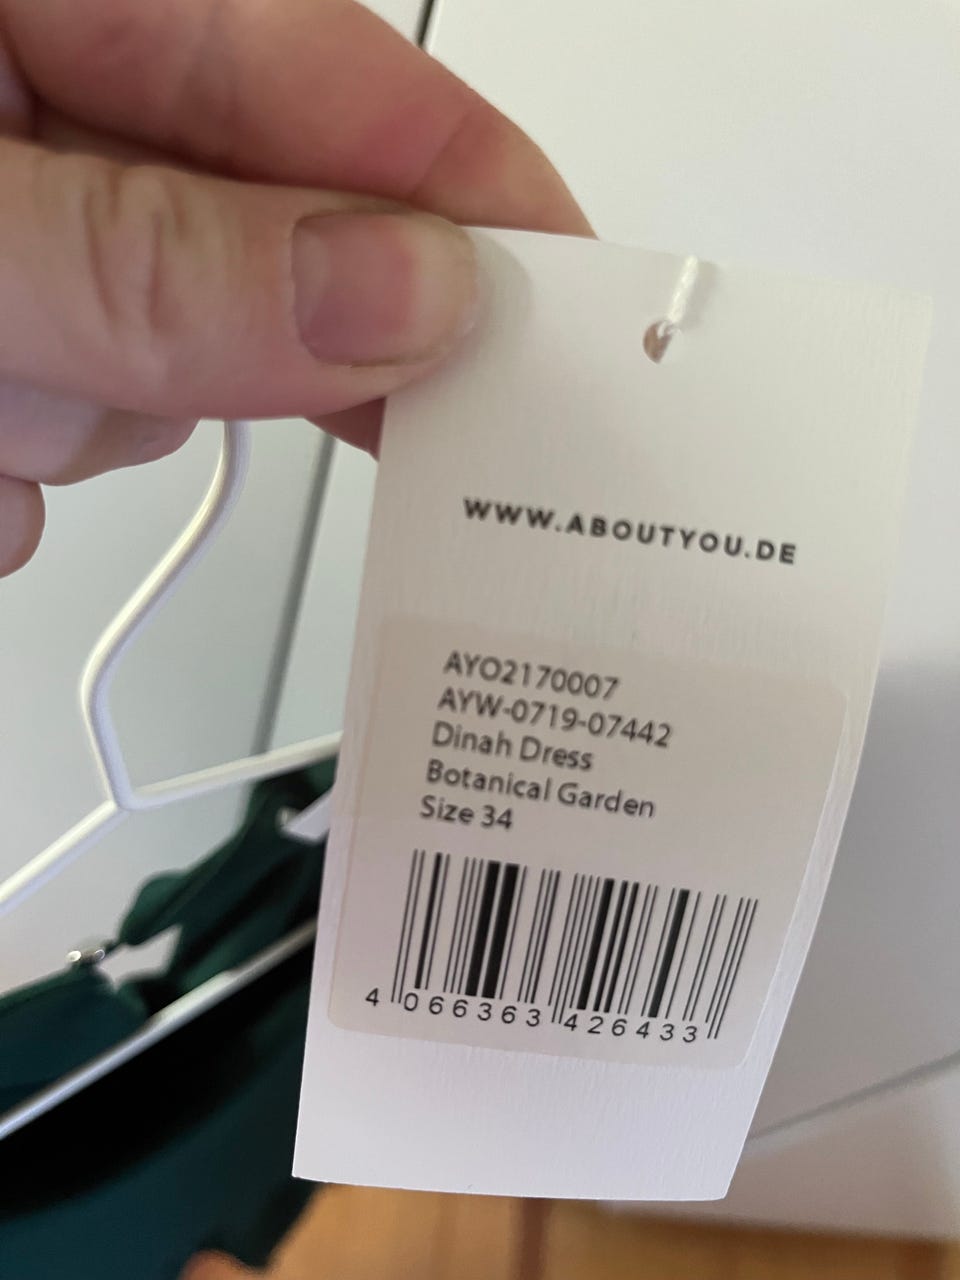 WWW.ABOUTYOU.DE
AYO2170007
AYW-0719-07442
Dinah Dress
Botanical Garden
Size 34
4 066363 426433